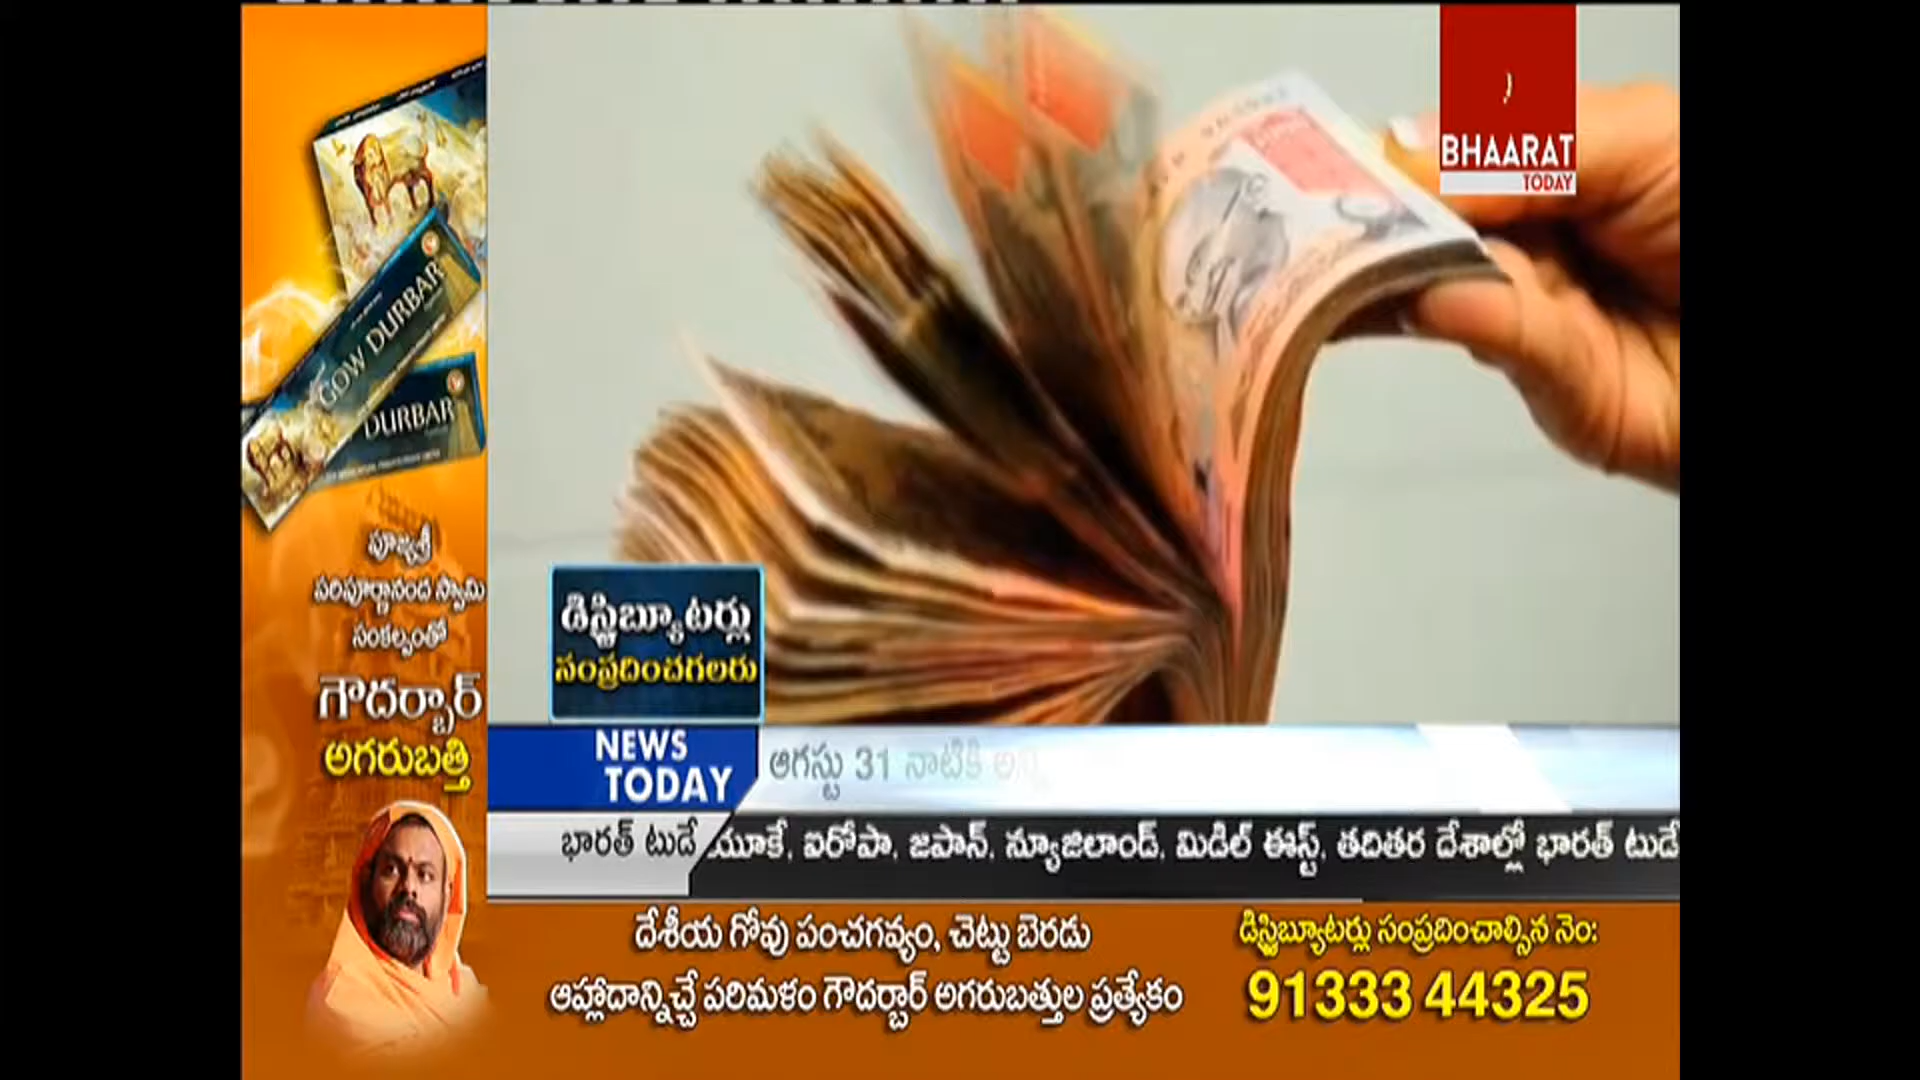 BHAARAT
TODAY
GOW DURBAR
DURBAR
పూజ్యశ్రీ
పరిపూర్ణానంద స్వామి
సంకల్పంతో
గౌదర్బార్
అగరుబత్తి
డిస్ట్రిబ్యూటర్లు
సంప్రదించగలరు
NEWS
TODAY
ఆగస్టు 31 నాటికి
భారత్ టుడే
యూకే, ఐరోపా, జపాన్, న్యూజిలాండ్, మిడిల్ ఈస్ట్, తదితర దేశాల్లో భారత్ టుడే
దేశీయ గోవు పంచగవ్యం, చెట్టు బెరడు
ఆహ్లాదాన్నిచ్చే పరిమళం గౌదర్బార్ అగరుబత్తుల ప్రత్యేకం
డిస్ట్రిబ్యూటర్లు సంప్రదించాల్సిన నెం:
91333 44325